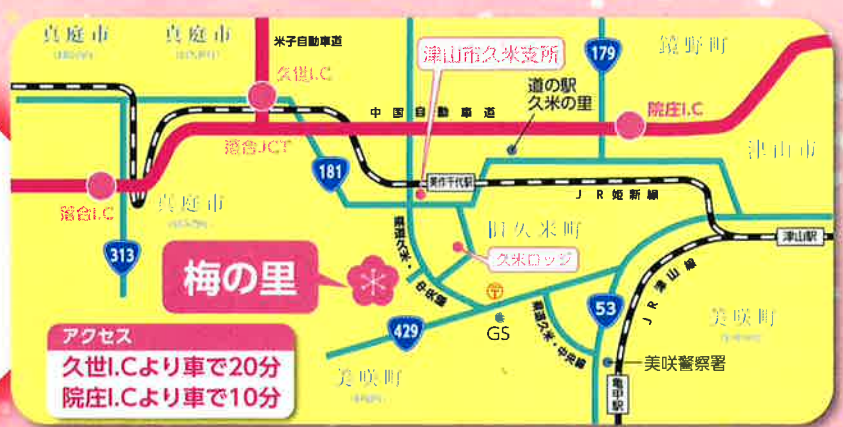 真庭市
真庭市
米子自動車道
津山市久米支所
179
鏡野町
久世I.C
道の駅
久米の里
中国自動車道
院庄I.C
落合JCT
津山市
181
美作千代駅
JR姫新線
落合I.C
真庭市
旧久米町
県道久米・中央線
久米ロッジ
津山駅
313
梅の里
〒
JR津山線
53
美咲町
429
GS
県道久米・中央線
美咲警察署
アクセス
久世I.Cより車で20分
院庄I.Cより車で10分
美咲町
亀甲駅